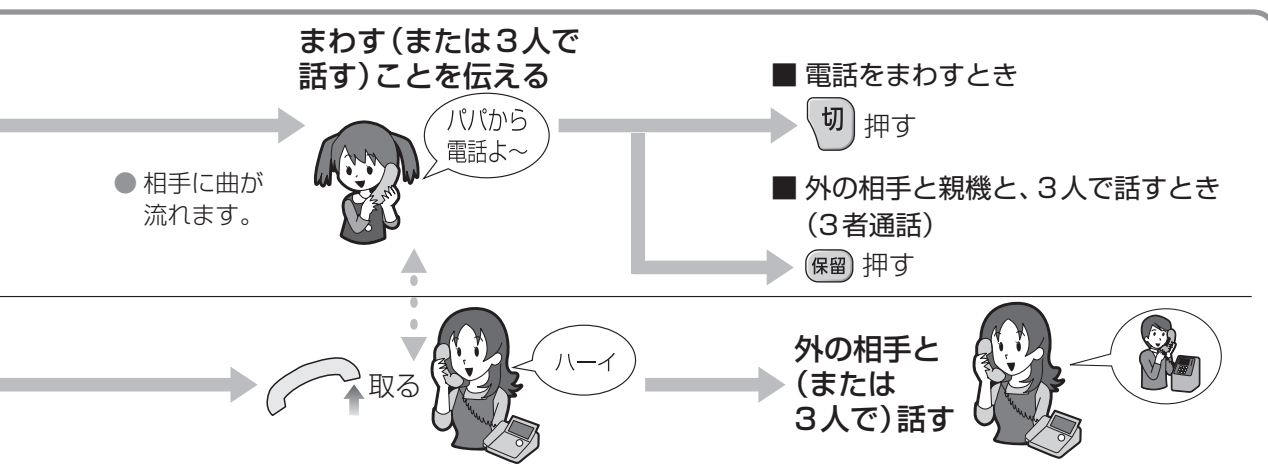 まわす(または3人で
話す)ことを伝える
パパから
電話よ〜
● 相手に曲が
流れます。
■ 電話をまわすとき
切 押す
■ 外の相手と親機と、3人で話すとき
(3者通話)
保留 押す
取る
ハーイ
外の相手と
(または
3人で)話す